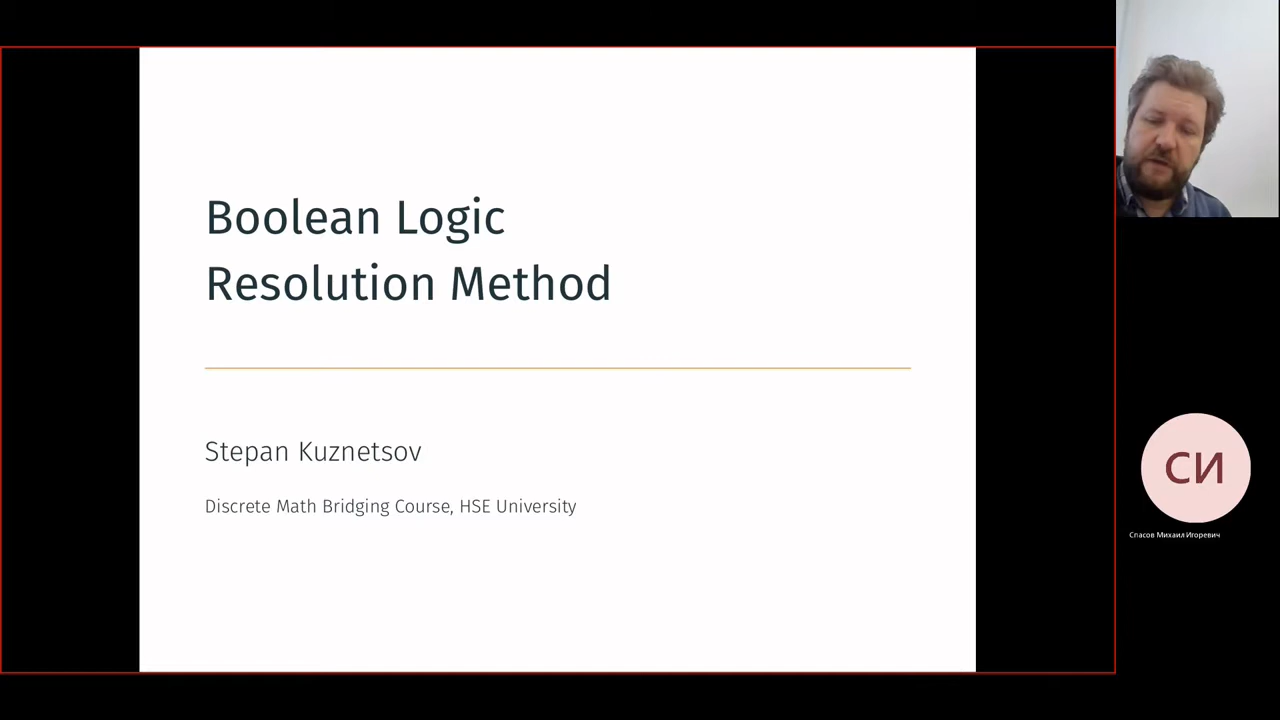 Boolean Logic
Resolution Method
Stepan Kuznetsov
Discrete Math Bridging Course, HSE University
СИ
Спасов Михаил Игоревич